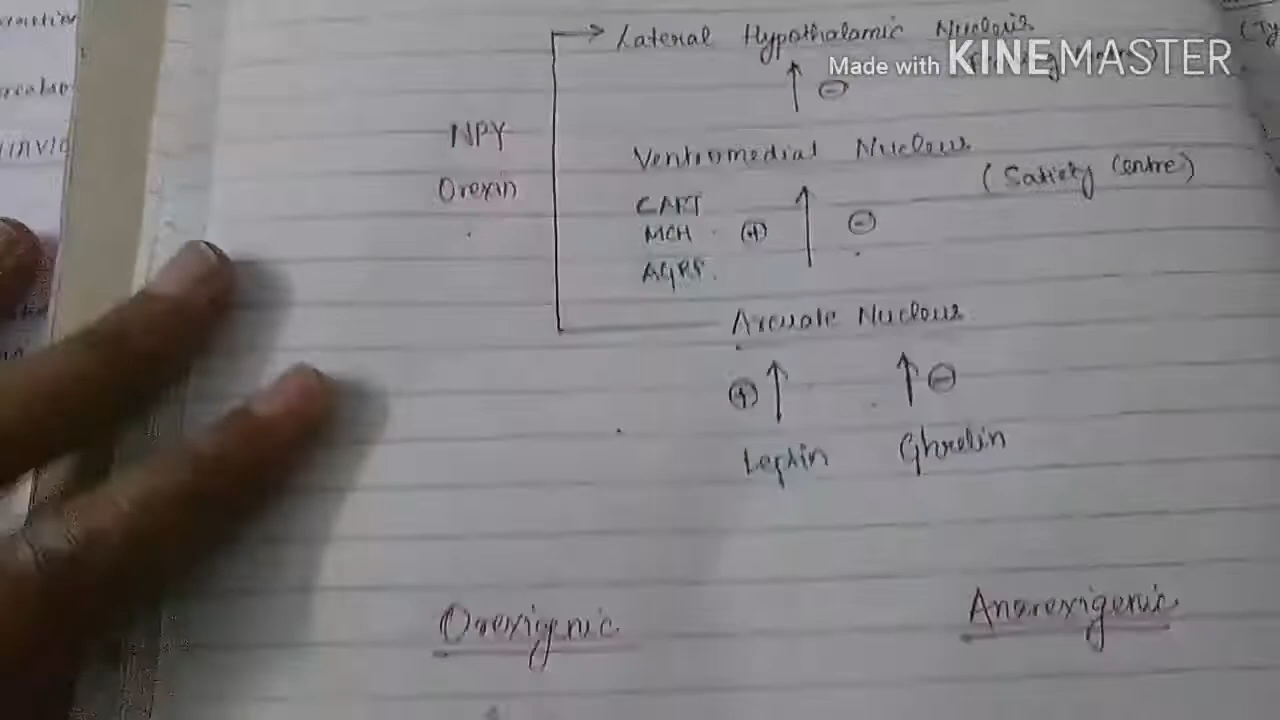 Lateral Hypothalamic Nucleus
Made with KINEMASTER
(Ty
⊖
NPY
Ventromedial Nucleus
(Satiety Centre)
Orexin
CART
MCH ⊕ ⊖
AGRP
Arcuate Nucleus
⊕ ⊖
Leptin Ghrelin
Orexigenic Anorexigenic